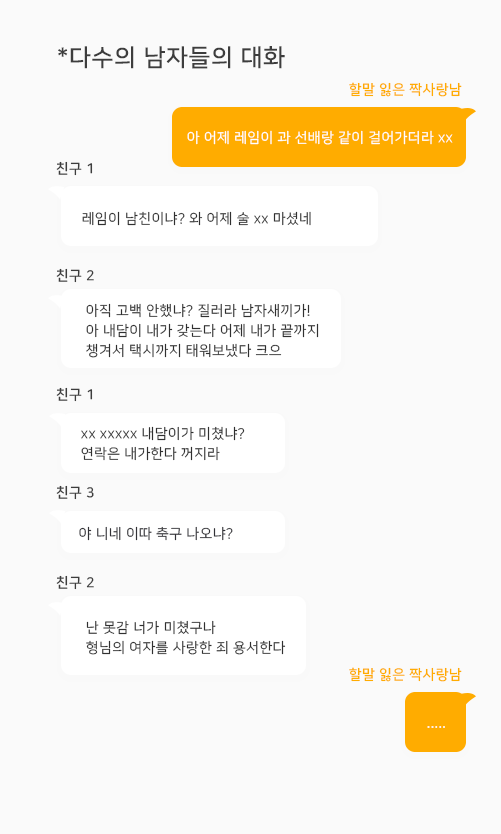 *다수의 남자들의 대화
할말 잃은 짝사랑남
아 어제 레임이 과 선배랑 같이 걸어가더라 xx
친구 1
레임이 남친이냐? 와 어제 술 xx 마셨네
친구 2
아직 고백 안했냐? 질러라 남자새끼가!
아 내담이 내가 갖는다 어제 내가 끝까지
챙겨서 택시까지 태워보냈다 크으
친구 1
xx xxxxx 내담이가 미쳤냐?
연락은 내가한다 꺼지라
친구 3
야 니네 이따 축구 나오냐?
친구 2
난 못감 너가 미쳤구나
형님의 여자를 사랑한 죄 용서한다
할말 잃은 짝사랑남
.....